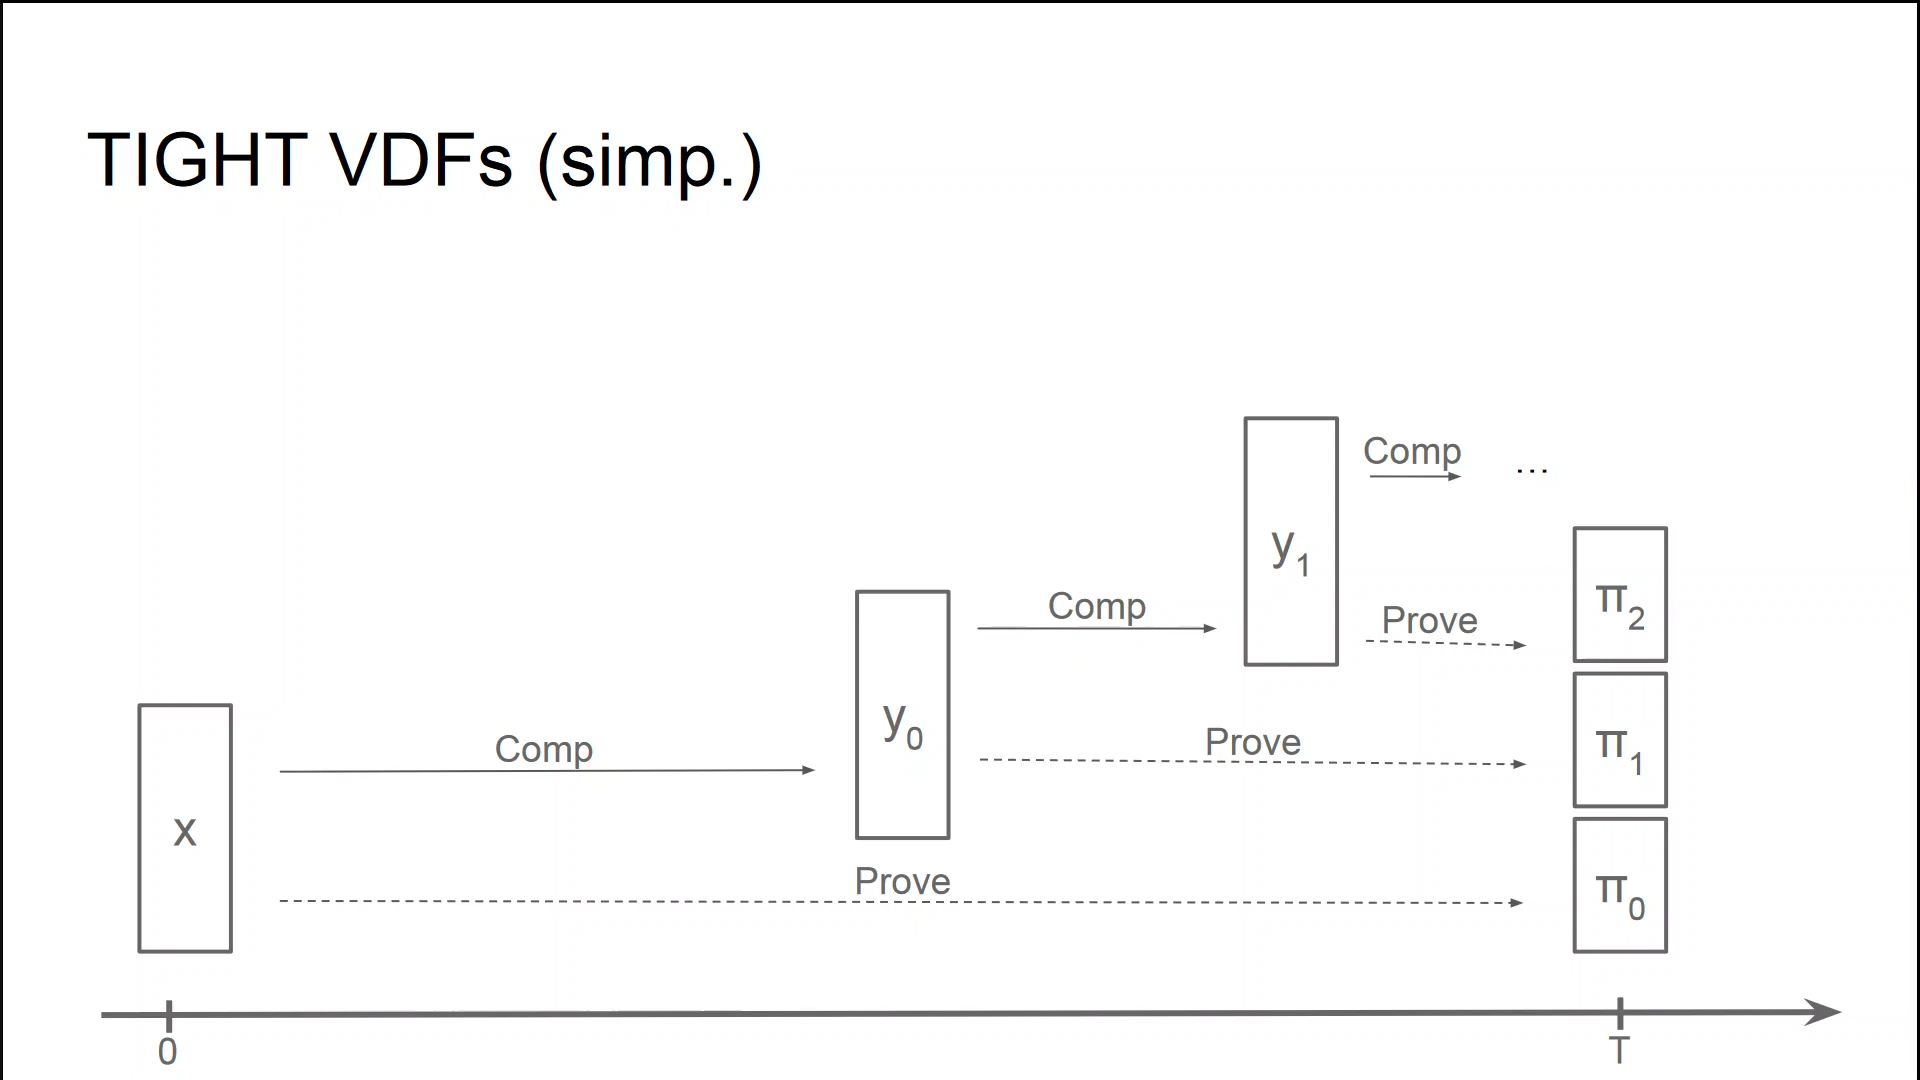 TIGHT VDFs (simp.)
Comp
...
y1
π2
Comp
Prove
y0
π1
Comp
Prove
x
π0
Prove
0
T